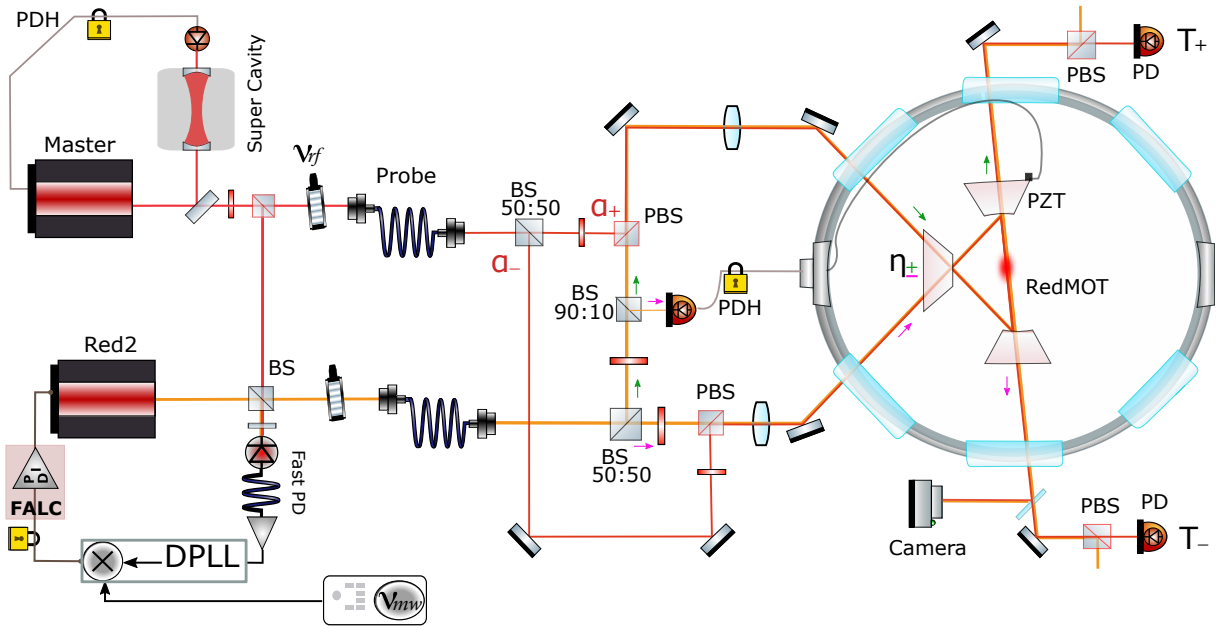 PDH
Super Cavity
Master
νrf
Probe
BS
50:50
α+
α−
PBS
BS
90:10
PDH
η±
PZT
RedMOT
PBS
PD
T+
Red2
BS
Fast PD
PI
D
FALC
DPLL
νmw
BS
50:50
PBS
Camera
PBS
PD
T−